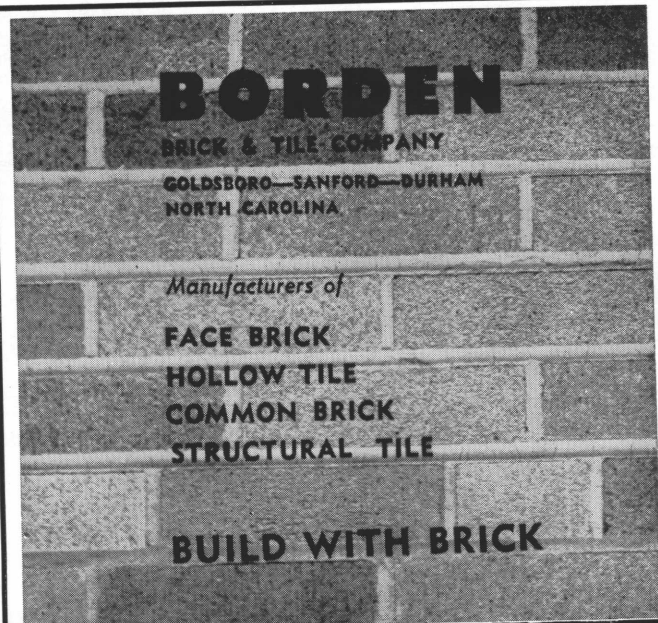 BORDEN
BRICK & TILE COMPANY
GOLDSBORO—SANFORD—DURHAM
NORTH CAROLINA
Manufacturers of
FACE BRICK
HOLLOW TILE
COMMON BRICK
STRUCTURAL TILE
BUILD WITH BRICK